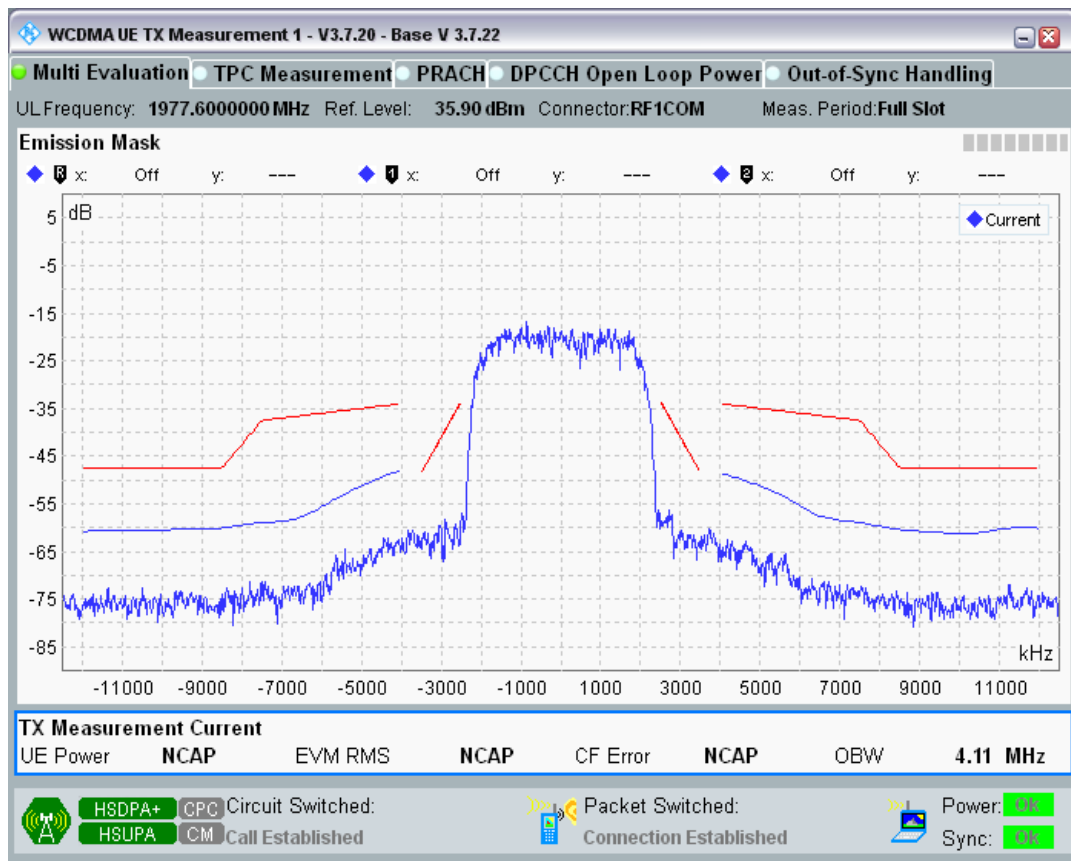 WCDMA UE TX Measurement 1 - V3.7.20 - Base V 3.7.22
Multi Evaluation TPC Measurement PRACH DPCCH Open Loop Power Out-of-Sync Handling
UL Frequency: 1977.6000000 MHz Ref. Level: 35.90 dBm Connector: RF1COM Meas. Period: Full Slot
Emission Mask
R x: Off y: --- 1 x: Off y: --- 2 x: Off y: ---
dB
Current
5
-5
-15
-25
-35
-45
-55
-65
-75
-85
kHz
-11000 -9000 -7000 -5000 -3000 -1000 1000 3000 5000 7000 9000 11000
TX Measurement Current
UE Power NCAP EVM RMS NCAP CF Error NCAP OBW 4.11 MHz
HSDPA+ CPC Circuit Switched: Packet Switched: Power: OK
HSUPA CM Call Established Connection Established Sync: OK